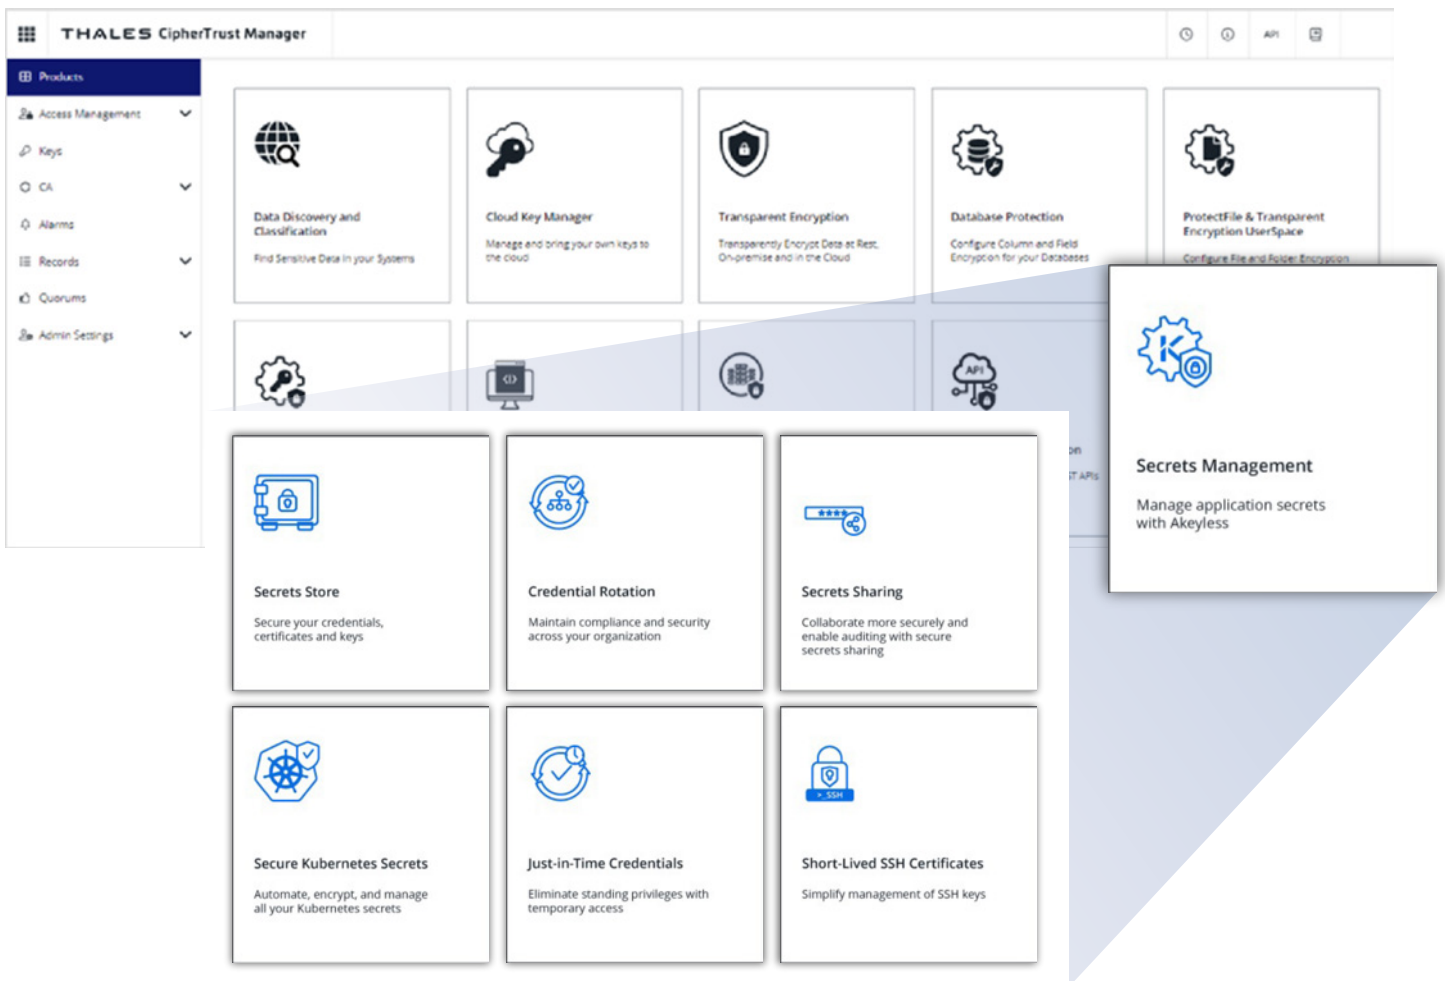 THALES CipherTrust Manager
API
Products
Access Management
Keys
CA
Alarms
Records
Quorums
Admin Settings
Data Discovery and
Classification
Find Sensitive Data in your Systems
Cloud Key Manager
Manage and bring your own keys to
the cloud
Transparent Encryption
Transparently Encrypt Data at Rest,
On-premise and in the Cloud
Database Protection
Configure Column and Field
Encryption for your Databases
ProtectFile & Transparent
Encryption UserSpace
Configure File and Folder Encryption
API
on
ST APIs
Secrets Management
Manage application secrets
with Akeyless
Secrets Store
Secure your credentials,
certificates and keys
Credential Rotation
Maintain compliance and security
across your organization
****
Secrets Sharing
Collaborate more securely and
enable auditing with secure
secrets sharing
Secure Kubernetes Secrets
Automate, encrypt, and manage
all your Kubernetes secrets
Just-in-Time Credentials
Eliminate standing privileges with
temporary access
>_SSH
Short-Lived SSH Certificates
Simplify management of SSH keys